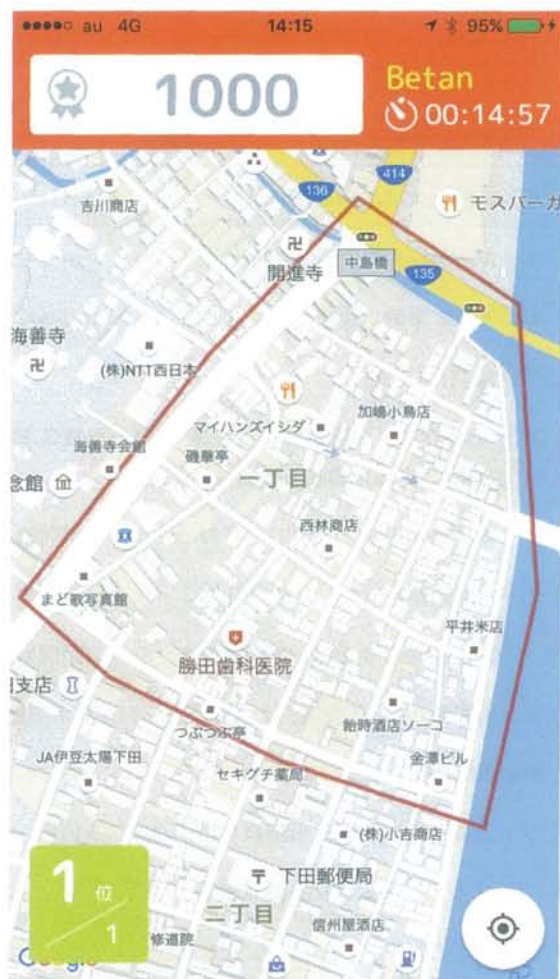 au 4G 14:15 95%
1000
Betan
00:14:57
136
414
吉川商店
モスバーガ
卍
開進寺
中島橋
135
海善寺
卍
(株)NTT西日本
マイハンズイシダ
加嶋小鳥店
海善寺会館
磯華亭
念館
一丁目
西林商店
まど歌写真館
平井米店
勝田歯科医院
支店
つぶつぶ亭
飴時酒店ソーコ
JA伊豆太陽下田
金澤ビル
セキグチ薬局
(株)小吉商店
1位
/1
〒 下田郵便局
二丁目
修道院
信州屋酒店
Google